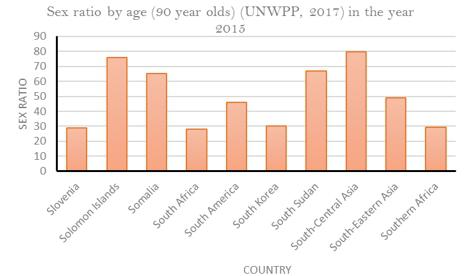 Sex ratio by age (90 year olds) (UNWPP, 2017) in the year
2015
SEX RATIO
90
80
70
60
50
40
30
20
10
0
Slovenia
Solomon Islands
Somalia
South Africa
South America
South Korea
South Sudan
South-Central Asia
South-Eastern Asia
Southern Africa
COUNTRY